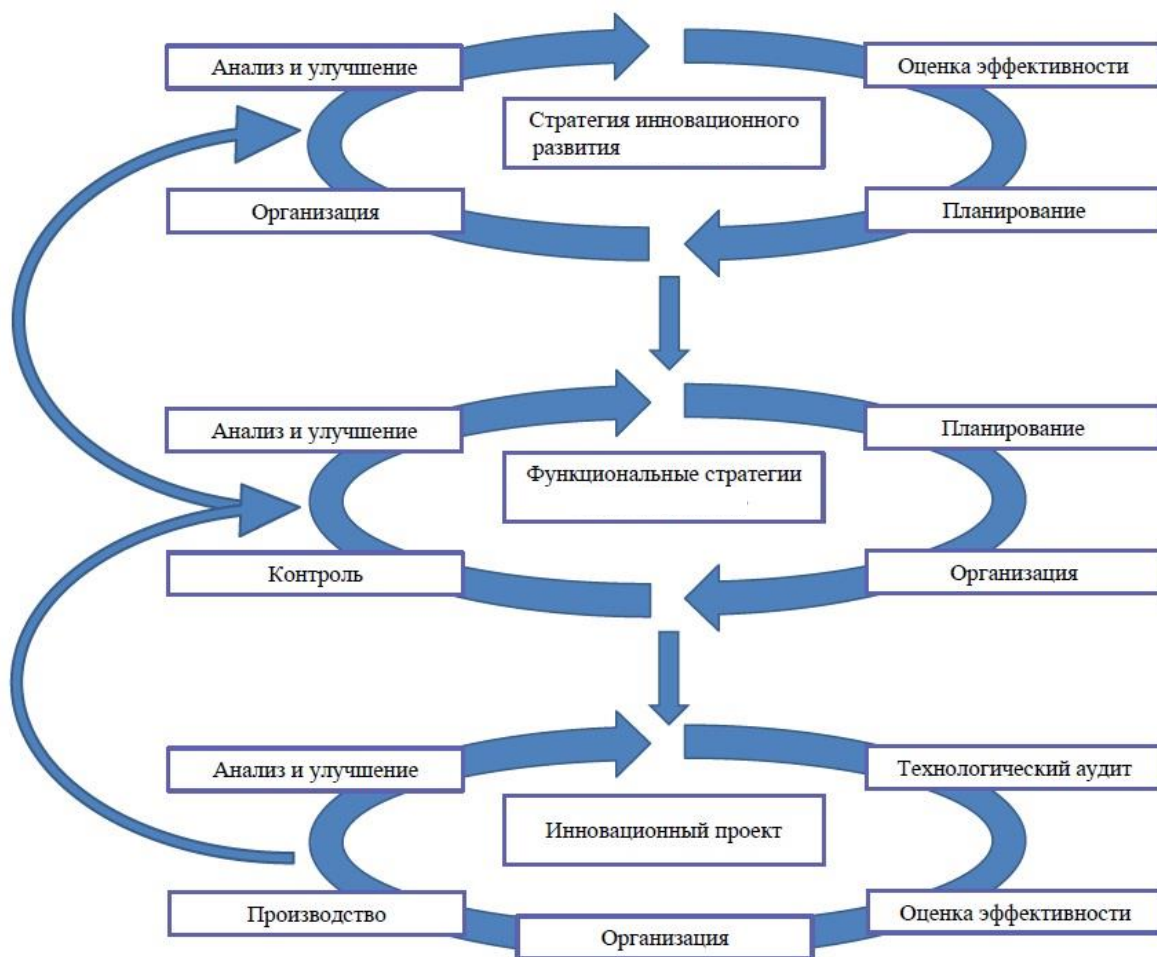 Анализ и улучшение
Оценка эффективности
Стратегия инновационного
развития
Организация
Планирование
Анализ и улучшение
Планирование
Функциональные стратегии
Контроль
Организация
Анализ и улучшение
Технологический аудит
Инновационный проект
Производство
Оценка эффективности
Организация